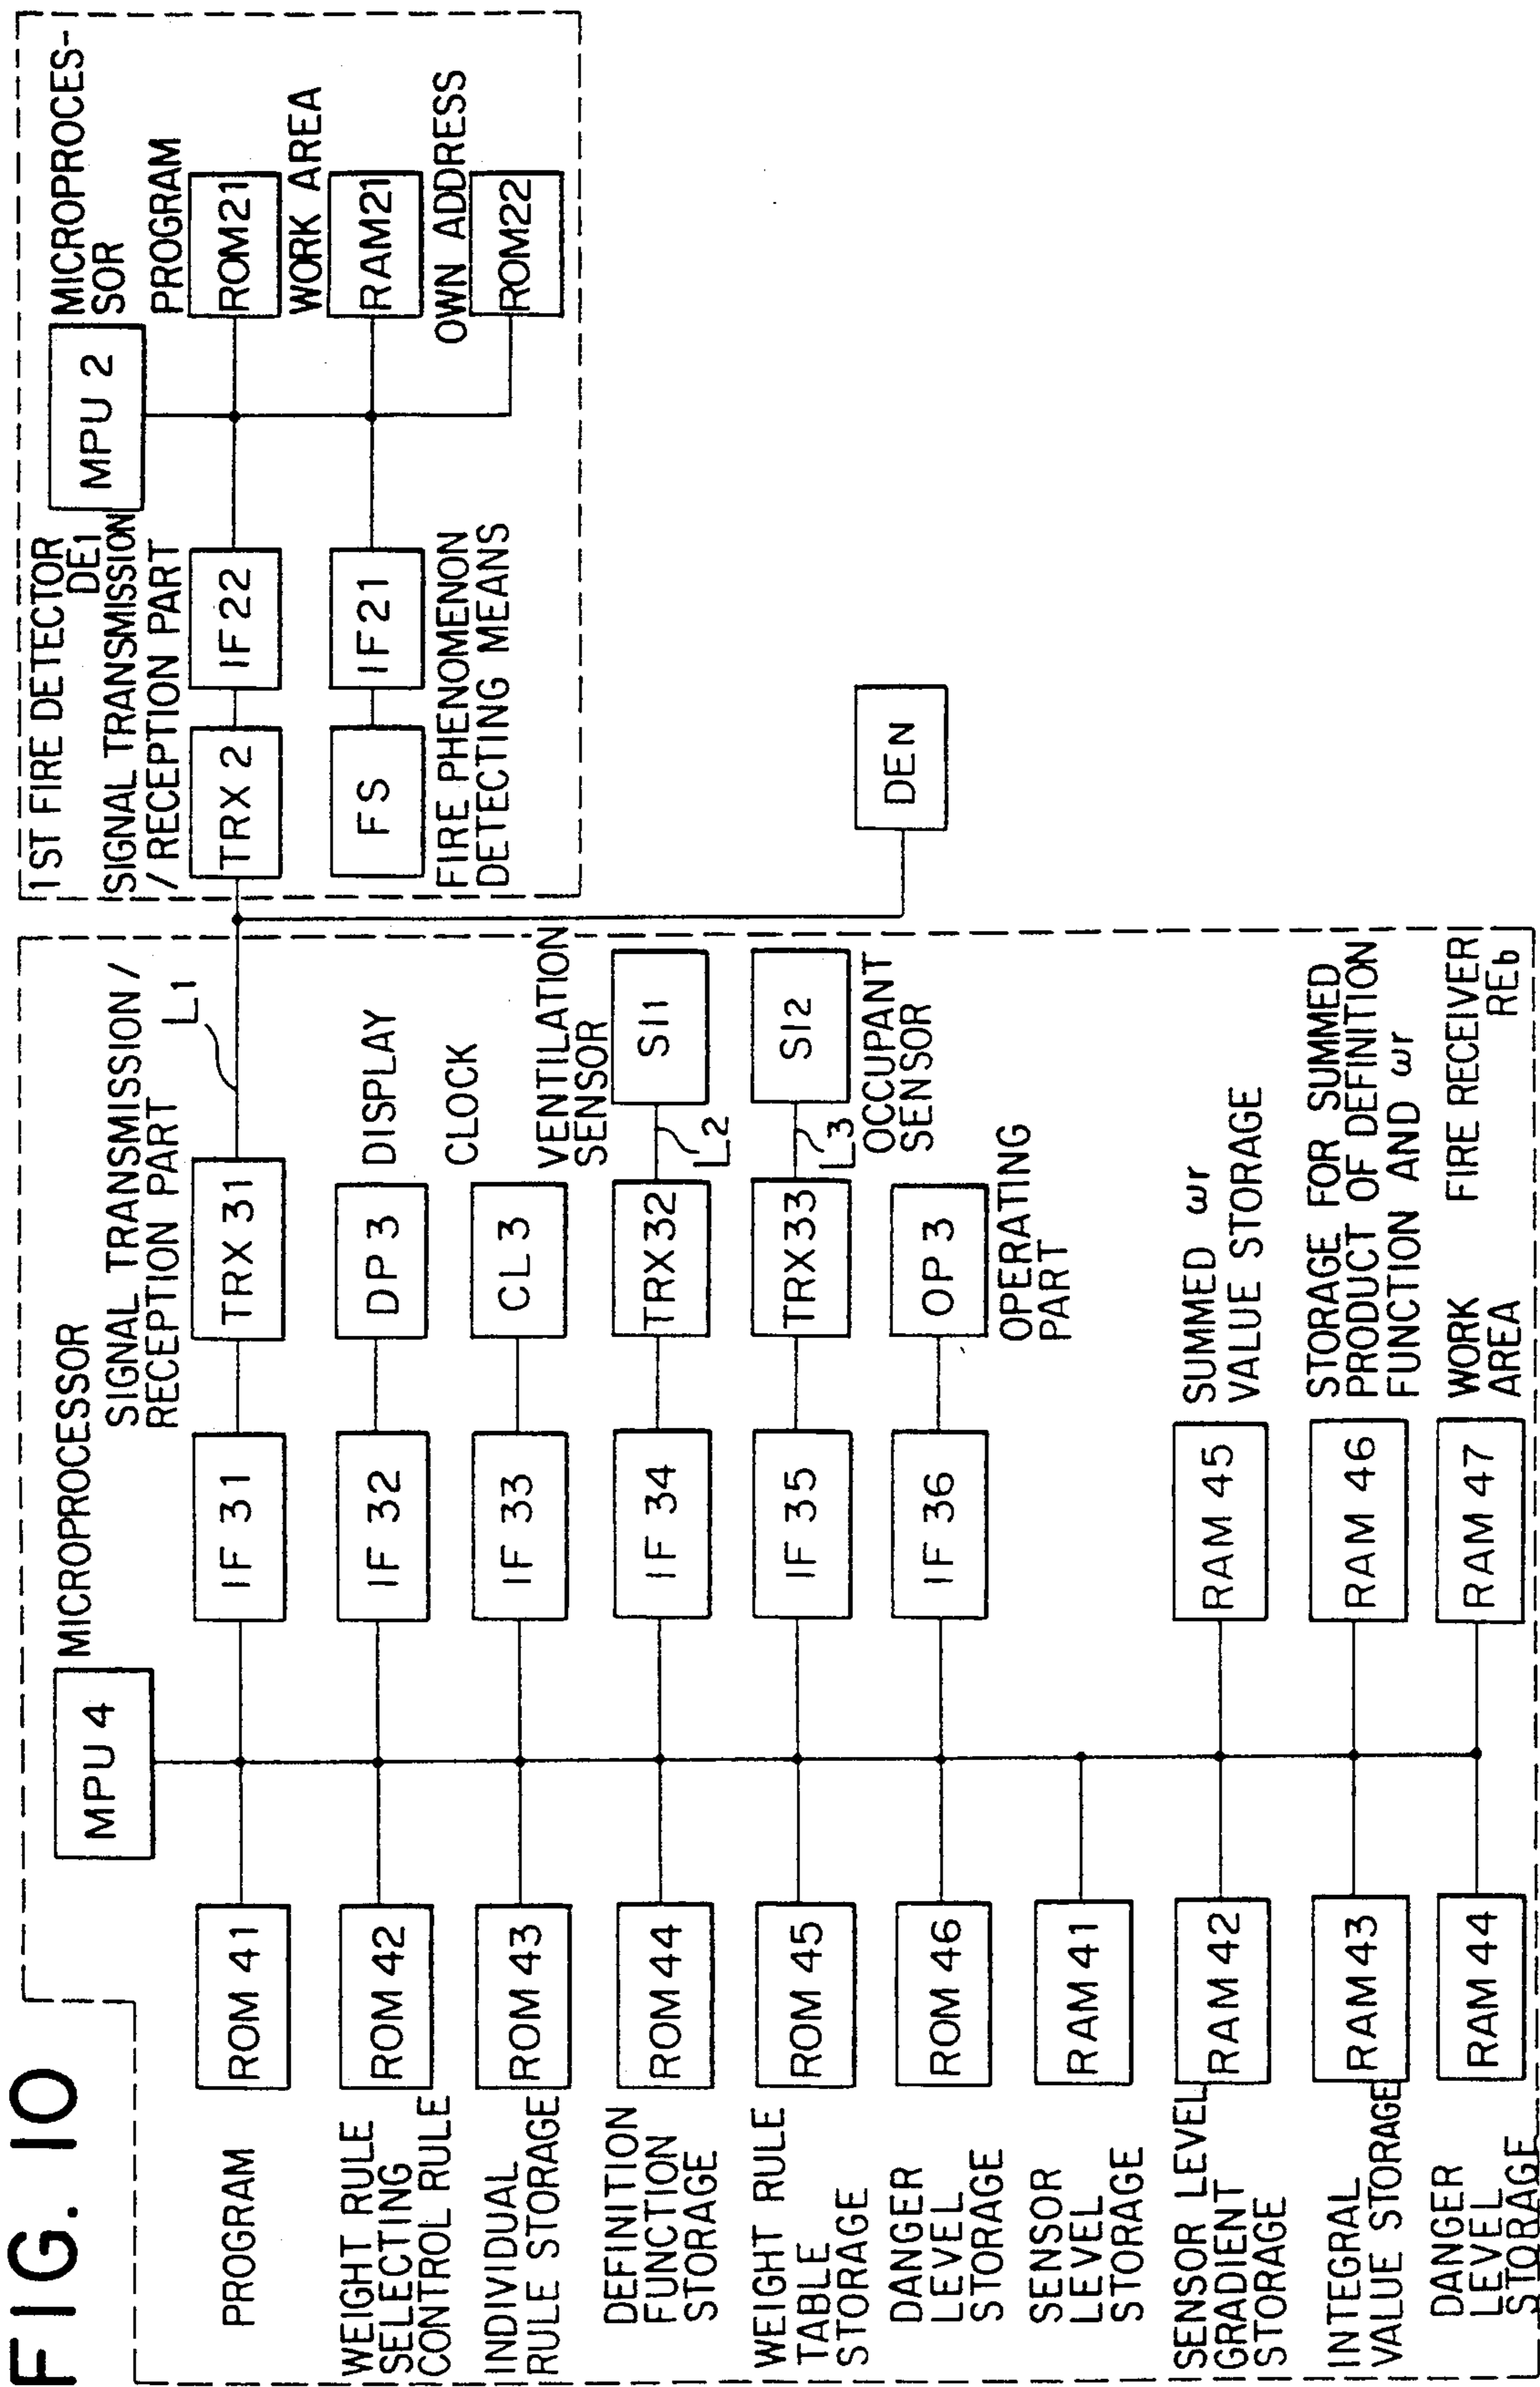 FIG. 10
MPU 4
MICROPROCESSOR
PROGRAM
ROM 41
IF 31
TRX 31
SIGNAL TRANSMISSION /
RECEPTION PART
L1
WEIGHT RULE
SELECTING
CONTROL RULE
ROM 42
IF 32
DP 3
DISPLAY
INDIVIDUAL
RULE STORAGE
ROM 43
IF 33
CL 3
CLOCK
DEFINITION
FUNCTION
STORAGE
ROM 44
IF 34
TRX32
L2
SI1
VENTILATION
SENSOR
WEIGHT RULE
TABLE
STORAGE
ROM 45
IF 35
TRX33
L3
SI2
OCCUPANT
SENSOR
DANGER
LEVEL
STORAGE
ROM 46
IF 36
OP 3
OPERATING
PART
SENSOR
LEVEL
STORAGE
RAM 41
SENSOR LEVEL
GRADIENT
STORAGE
RAM 42
RAM 45
SUMMED ωr
VALUE STORAGE
INTEGRAL
VALUE STORAGE
RAM43
RAM 46
STORAGE FOR SUMMED
PRODUCT OF DEFINITION
FUNCTION AND ωr
DANGER
LEVEL
STORAGE
RAM 44
RAM 47
WORK
AREA
FIRE RECEIVER
REb
1ST FIRE DETECTOR
DE1
MPU 2
MICROPROCES-
SOR
SIGNAL TRANSMISSION
/ RECEPTION PART
TRX 2
IF22
PROGRAM
ROM21
FS
IF21
WORK AREA
RAM21
FIRE PHENOMENON
DETECTING MEANS
OWN ADDRESS
ROM22
DEN